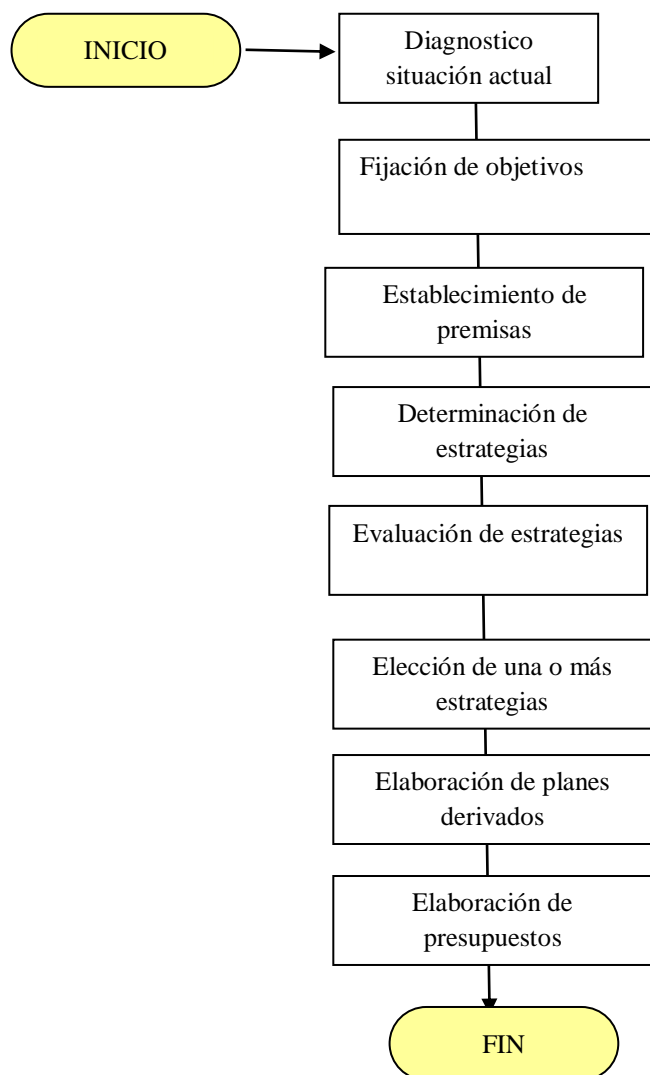 INICIO
Diagnostico
situación actual
Fijación de objetivos
Establecimiento de
premisas
Determinación de
estrategias
Evaluación de estrategias
Elección de una o más
estrategias
Elaboración de planes
derivados
Elaboración de
presupuestos
FIN